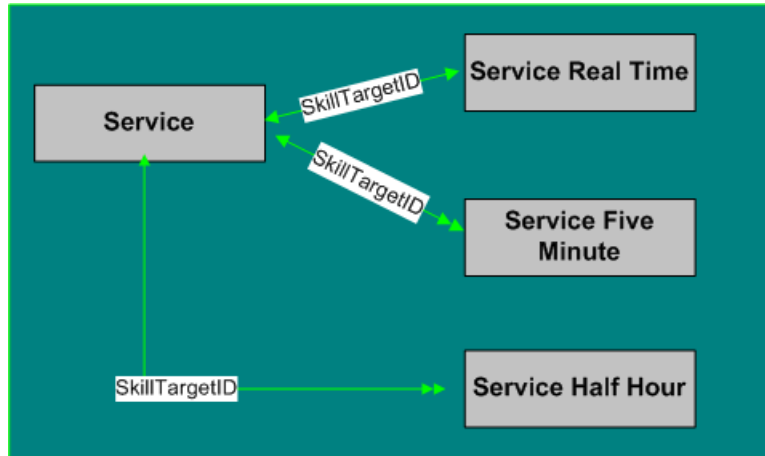 Service Real Time
SkillTargetID
Service
SkillTargetID
Service Five
Minute
SkillTargetID
Service Half Hour